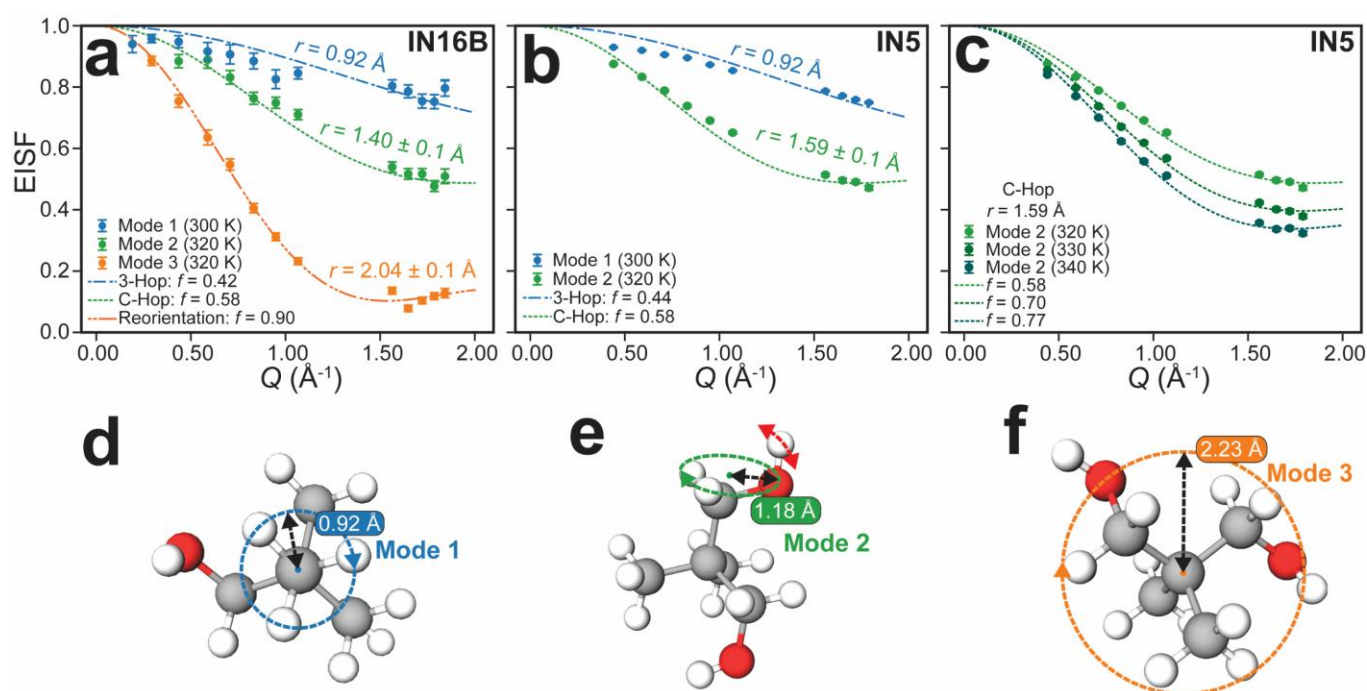 a
IN16B
r = 0.92 Å
r = 1.40 ± 0.1 Å
r = 2.04 ± 0.1 Å
Mode 1 (300 K)
Mode 2 (320 K)
Mode 3 (320 K)
3-Hop: f = 0.42
C-Hop: f = 0.58
Reorientation: f = 0.90
EISF
1.0
0.8
0.6
0.4
0.2
0.0
0.00 0.50 1.00 1.50 2.00
Q (Å⁻¹)
b
IN5
r = 0.92 Å
r = 1.59 ± 0.1 Å
Mode 1 (300 K)
Mode 2 (320 K)
3-Hop: f = 0.44
C-Hop: f = 0.58
0.00 0.50 1.00 1.50 2.00
Q (Å⁻¹)
c
IN5
C-Hop
r = 1.59 Å
Mode 2 (320 K)
Mode 2 (330 K)
Mode 2 (340 K)
f = 0.58
f = 0.70
f = 0.77
0.00 0.50 1.00 1.50 2.00
Q (Å⁻¹)
d
0.92 Å
Mode 1
e
1.18 Å
Mode 2
f
2.23 Å
Mode 3